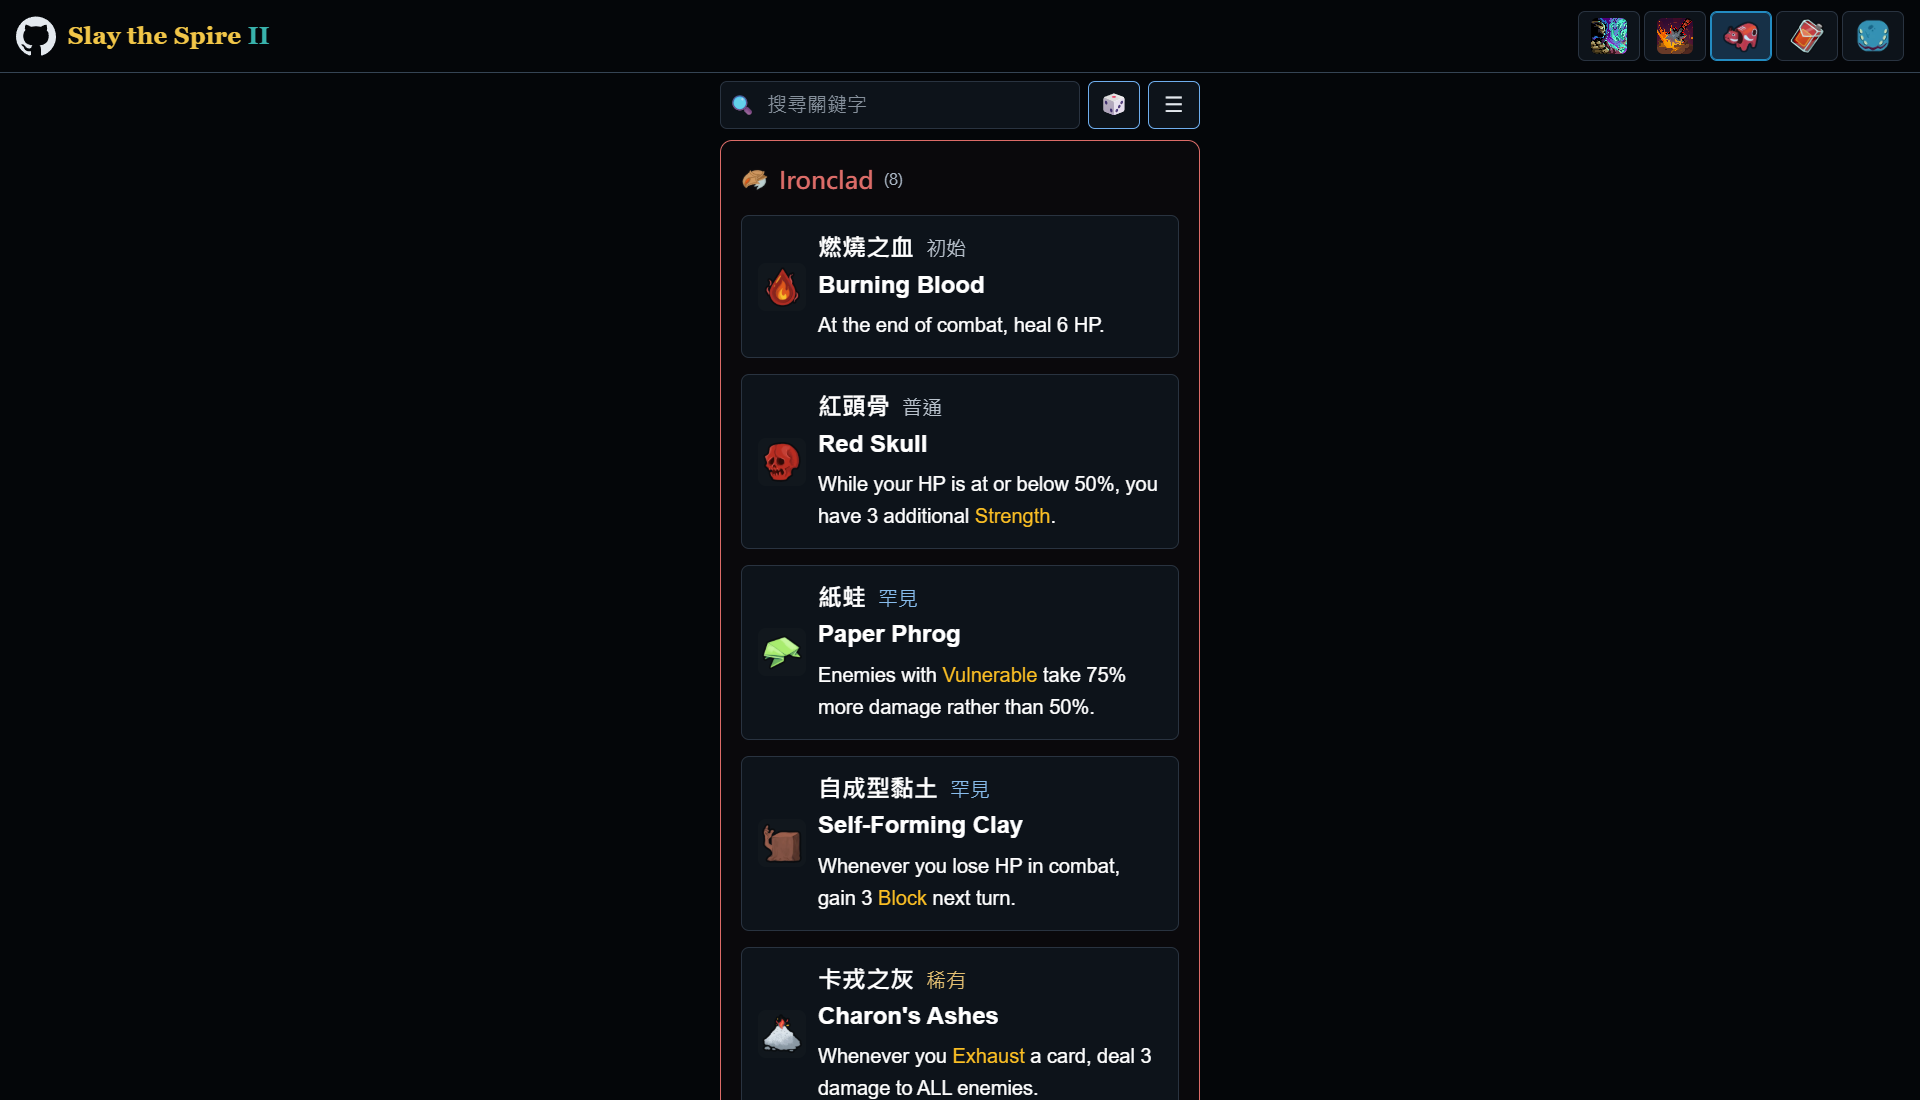 Slay the Spire II
搜尋關鍵字
Ironclad (8)
燃燒之血 初始
Burning Blood
At the end of combat, heal 6 HP.
紅頭骨 普通
Red Skull
While your HP is at or below 50%, you
have 3 additional Strength.
紙蛙 罕見
Paper Phrog
Enemies with Vulnerable take 75%
more damage rather than 50%.
自成型黏土 罕見
Self-Forming Clay
Whenever you lose HP in combat,
gain 3 Block next turn.
卡戎之灰 稀有
Charon's Ashes
Whenever you Exhaust a card, deal 3
damage to ALL enemies.